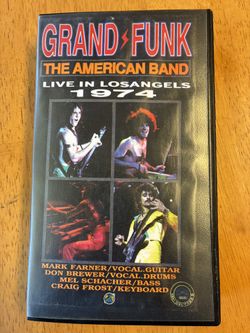 GRAND FUNK
THE AMERICAN BAND
LIVE IN LOSANGELS
1974
MARK FARNER/VOCAL.GUITAR
DON BREWER/VOCAL.DRUMS
MEL SCHACHER/BASS
CRAIG FROST/KEYBOARD